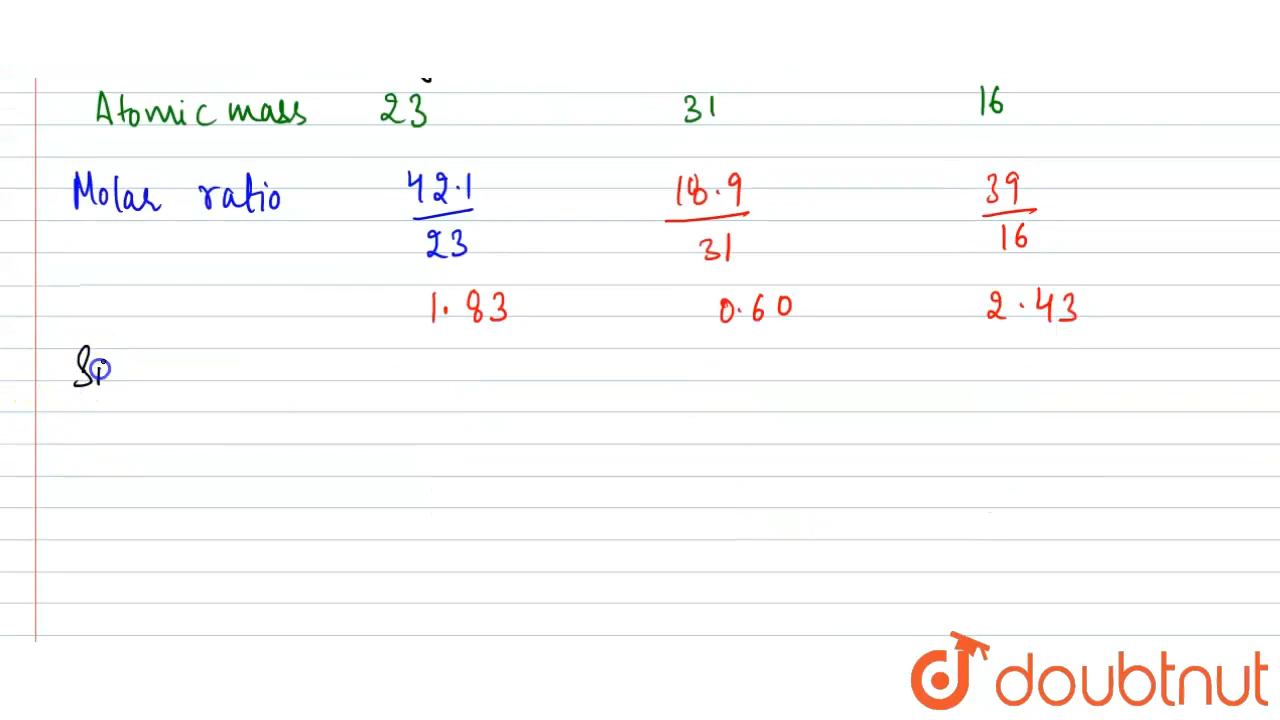 Atomic mass 23 31 16
Molar ratio 42.1 18.9 39
23 31 16
1.83 0.60 2.43
doubtnut